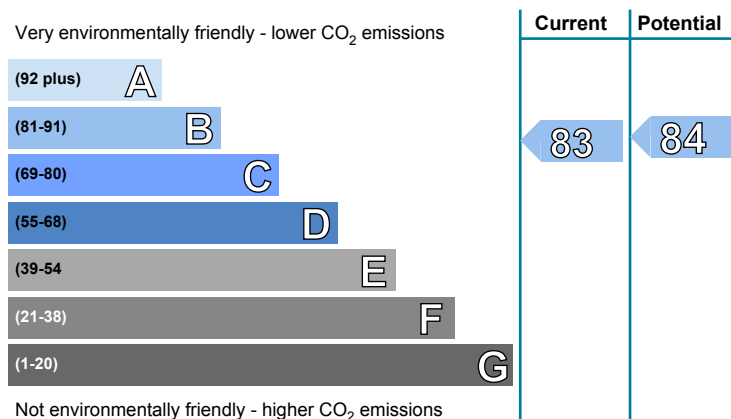 Current Potential
Very environmentally friendly - lower CO₂ emissions
(92 plus) A
(81-91) B
83 84
(69-80) C
(55-68) D
(39-54 E
(21-38) F
(1-20) G
Not environmentally friendly - higher CO₂ emissions